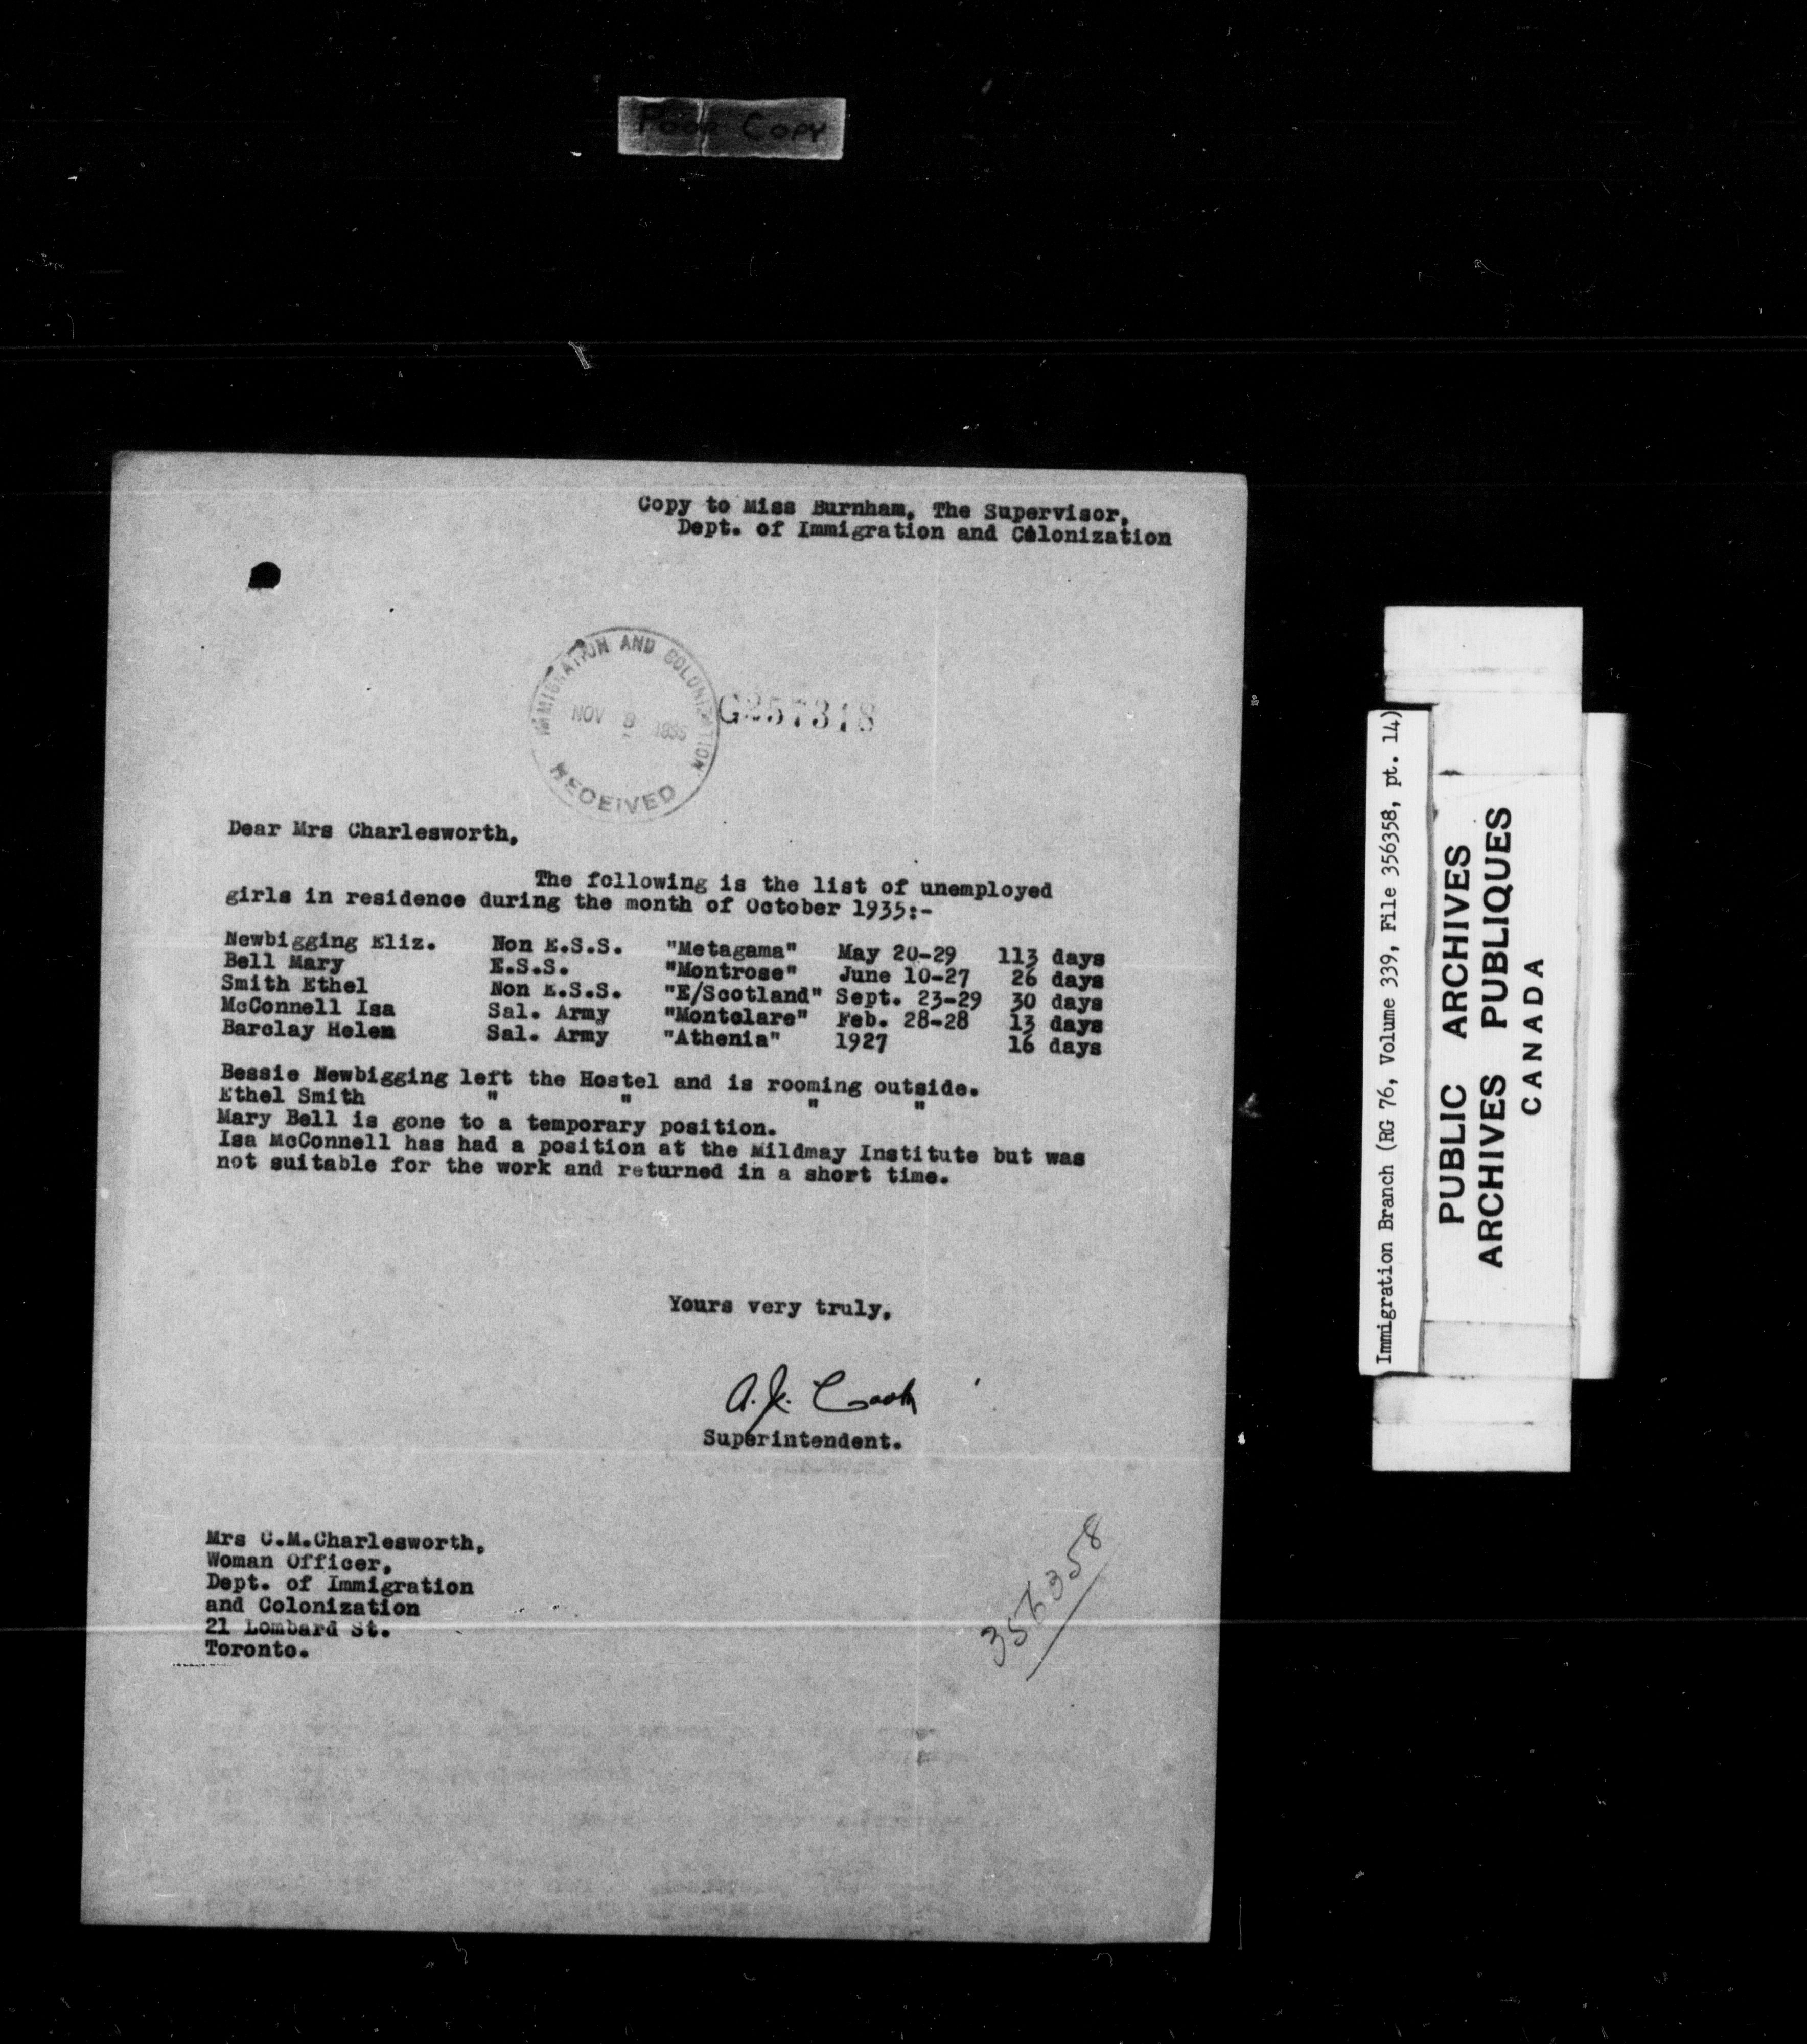 Poor Copy
Copy to Miss Burnham, The Supervisor,
Dept. of Immigration and Colonization
IMMIGRATION AND COLONIZATION
NOV 8 1935
RECEIVED
G257318
Dear Mrs Charlesworth,
The following is the list of unemployed
girls in residence during the month of October 1935:-
Newbigging Eliz. Non E.S.S. "Metagama" May 20-29 113 days
Bell Mary E.S.S. "Montrose" June 10-27 26 days
Smith Ethel Non E.S.S. "E/Scotland" Sept. 23-29 30 days
McConnell Isa Sal. Army "Montclare" Feb. 28-28 13 days
Barclay Helen Sal. Army "Athenia" 1927 16 days
Bessie Newbigging left the Hostel and is rooming outside.
Ethel Smith " " " "
Mary Bell is gone to a temporary position.
Isa McConnell has had a position at the Mildmay Institute but was
not suitable for the work and returned in a short time.
Yours very truly,
Superintendent.
Mrs C.M.Charlesworth,
Woman Officer,
Dept. of Immigration
and Colonization
21 Lombard St.
Toronto.
356358
Immigration Branch (RG 76, Volume 339, File 356358, pt. 14)
PUBLIC ARCHIVES
ARCHIVES PUBLIQUES
CANADA